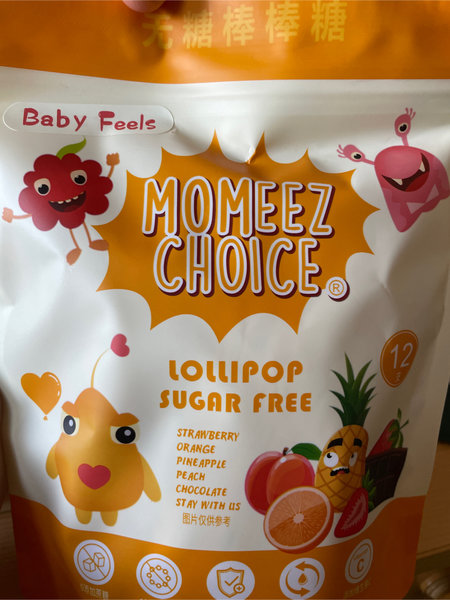 无糖棒棒糖
Baby Feels
MOMEEZ
CHOICE®
LOLLIPOP
SUGAR FREE
12
STRAWBERRY
ORANGE
PINEAPPLE
PEACH
CHOCOLATE
STAY WITH US
图片仅供参考
C